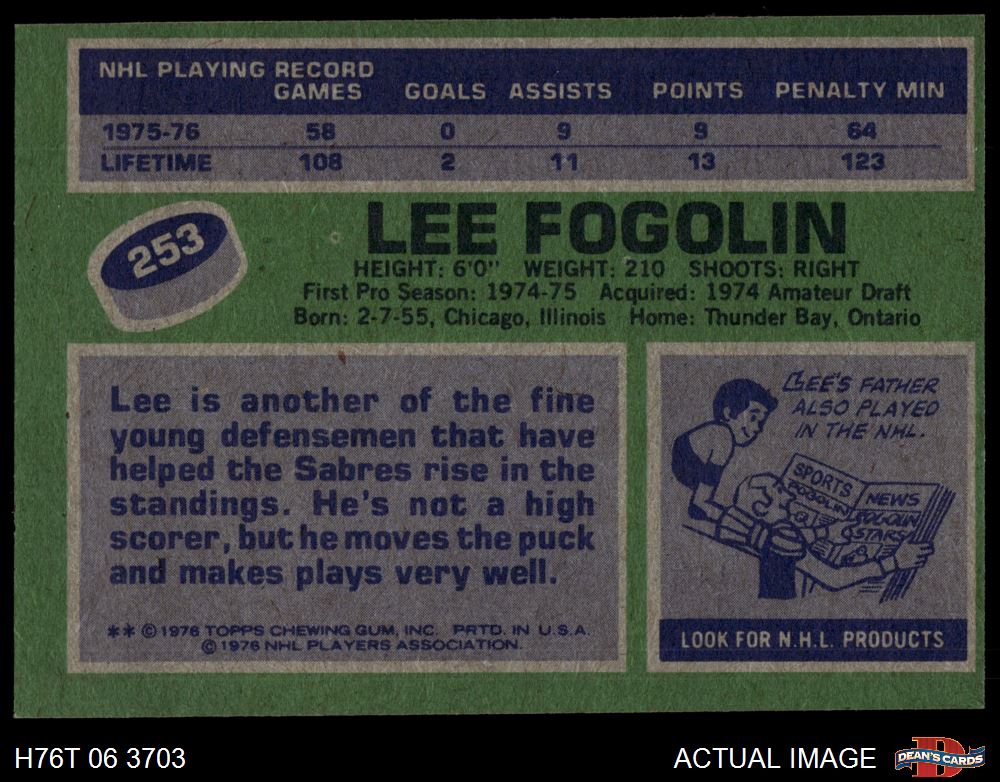 NHL PLAYING RECORD
GAMES GOALS ASSISTS POINTS PENALTY MIN
1975-76 58 0 9 9 64
LIFETIME 108 2 11 13 123
253
LEE FOGOLIN
HEIGHT: 6'0" WEIGHT: 210 SHOOTS: RIGHT
First Pro Season: 1974-75 Acquired: 1974 Amateur Draft
Born: 2-7-55, Chicago, Illinois Home: Thunder Bay, Ontario
Lee is another of the fine
young defensemen that have
helped the Sabres rise in the
standings. He's not a high
scorer, but he moves the puck
and makes plays very well.
** © 1976 TOPPS CHEWING GUM, INC. PRTD. IN U.S.A.
© 1976 NHL PLAYERS ASSOCIATION.
LEE'S FATHER
ALSO PLAYED
IN THE NHL.
SPORTS
FOGOLIN
NEWS
FOGOLIN
STARS
LOOK FOR N.H.L. PRODUCTS
H76T 06 3703
ACTUAL IMAGE
D
DEAN'S CARDS